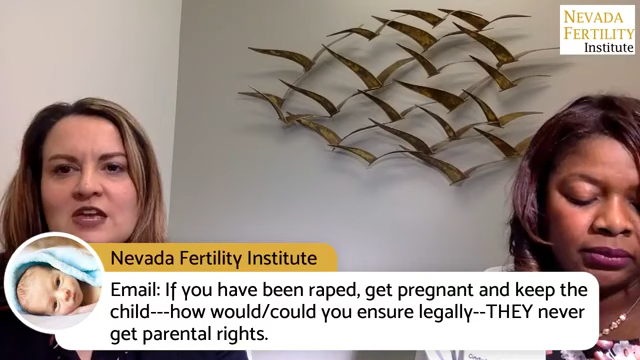 NEVADA
FERTILITY
Institute
Nevada Fertility Institute
Email: If you have been raped, get pregnant and keep the
child---how would/could you ensure legally--THEY never
get parental rights.